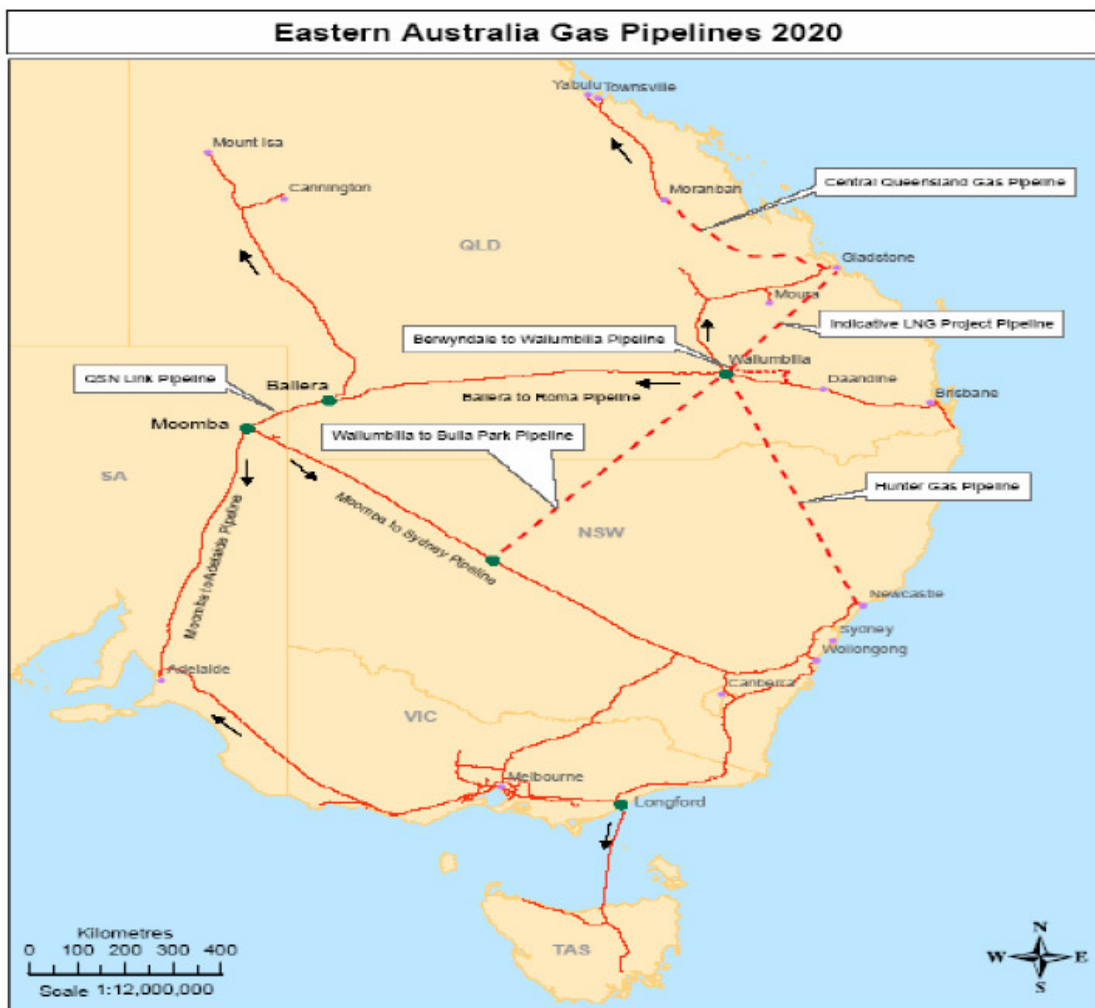 Eastern Australia Gas Pipelines 2020
Yabulu
Townsville
Mount Isa
Cannington
Moranbah
Central Queensland Gas Pipeline
QLD
Gladstone
Moura
Berwyndale to Wallumbilla Pipeline
Indicative LNG Project Pipeline
Wallumbilla
QSN Link Pipeline
Ballera
Daandine
Ballera to Roma Pipeline
Brisbane
Moomba
Wallumbilla to Bulla Park Pipeline
SA
Hunter Gas Pipeline
Moomba to Sydney Pipeline
Moomba to Adelaide Pipeline
NSW
Newcastle
Sydney
Wollongong
Adelaide
Canberra
VIC
Melbourne
Longford
TAS
Kilometres
0 100 200 300 400
Scale 1:12,000,000
N
W E
S